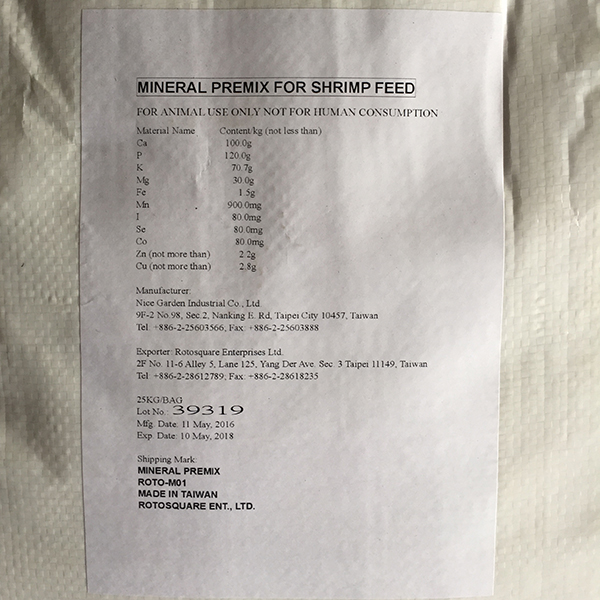 MINERAL PREMIX FOR SHRIMP FEED
FOR ANIMAL USE ONLY NOT FOR HUMAN CONSUMPTION
Material Name Content/kg (not less than)
Ca 100.0g
P 120.0g
K 70.7g
Mg 30.0g
Fe 1.5g
Mn 900.0mg
I 80.0mg
Se 80.0mg
Co 80.0mg
Zn (not more than) 2.2g
Cu (not more than) 2.8g
Manufacturer:
Nice Garden Industrial Co., Ltd.
9F-2 No.98, Sec.2, Nanking E. Rd, Taipei City 10457, Taiwan
Tel: +886-2-25603566, Fax: +886-2-25603888
Exporter: Rotosquare Enterprises Ltd.
2F No. 11-6 Alley 5, Lane 125, Yang Der Ave. Sec. 3 Taipei 11149, Taiwan
Tel: +886-2-28612789, Fax: +886-2-28618235
25KG/BAG
Lot No.: 39319
Mfg. Date: 11 May, 2016
Exp. Date: 10 May, 2018
Shipping Mark:
MINERAL PREMIX
ROTO-M01
MADE IN TAIWAN
ROTOSQUARE ENT., LTD.